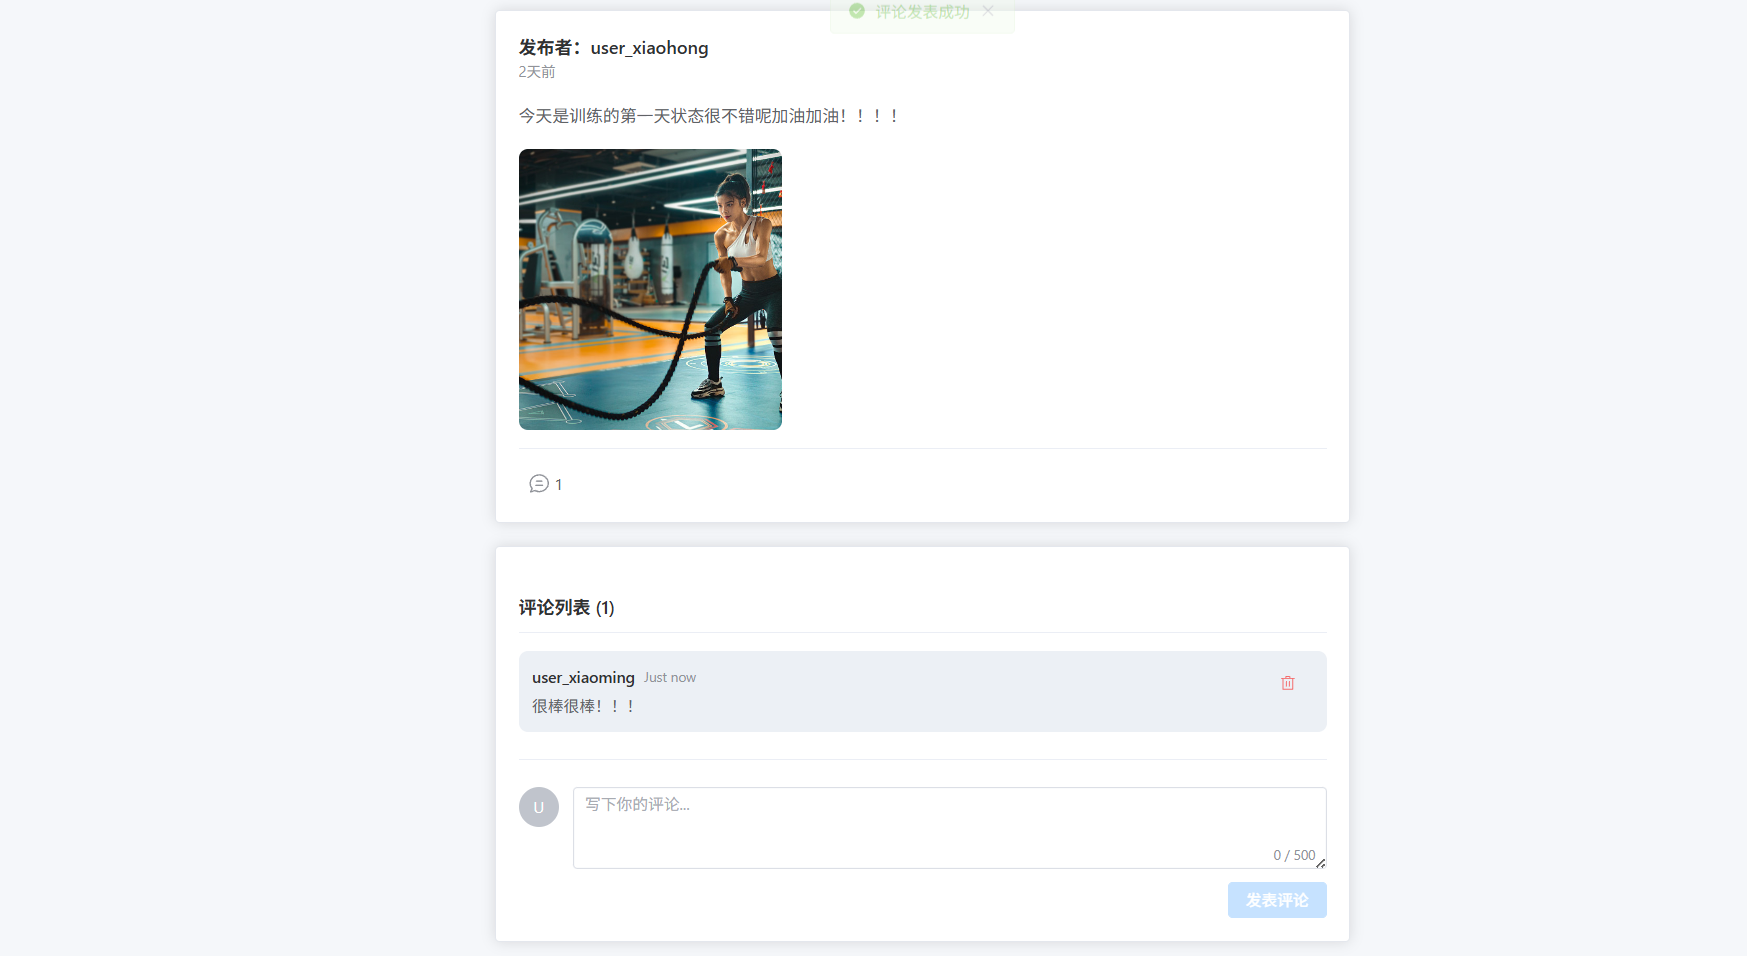 评论发表成功
发布者：user_xiaohong
2天前
今天是训练的第一天状态很不错呢加油加油！！！！
1
评论列表 (1)
user_xiaoming Just now
很棒很棒！！！
U
写下你的评论...
0 / 500
发表评论